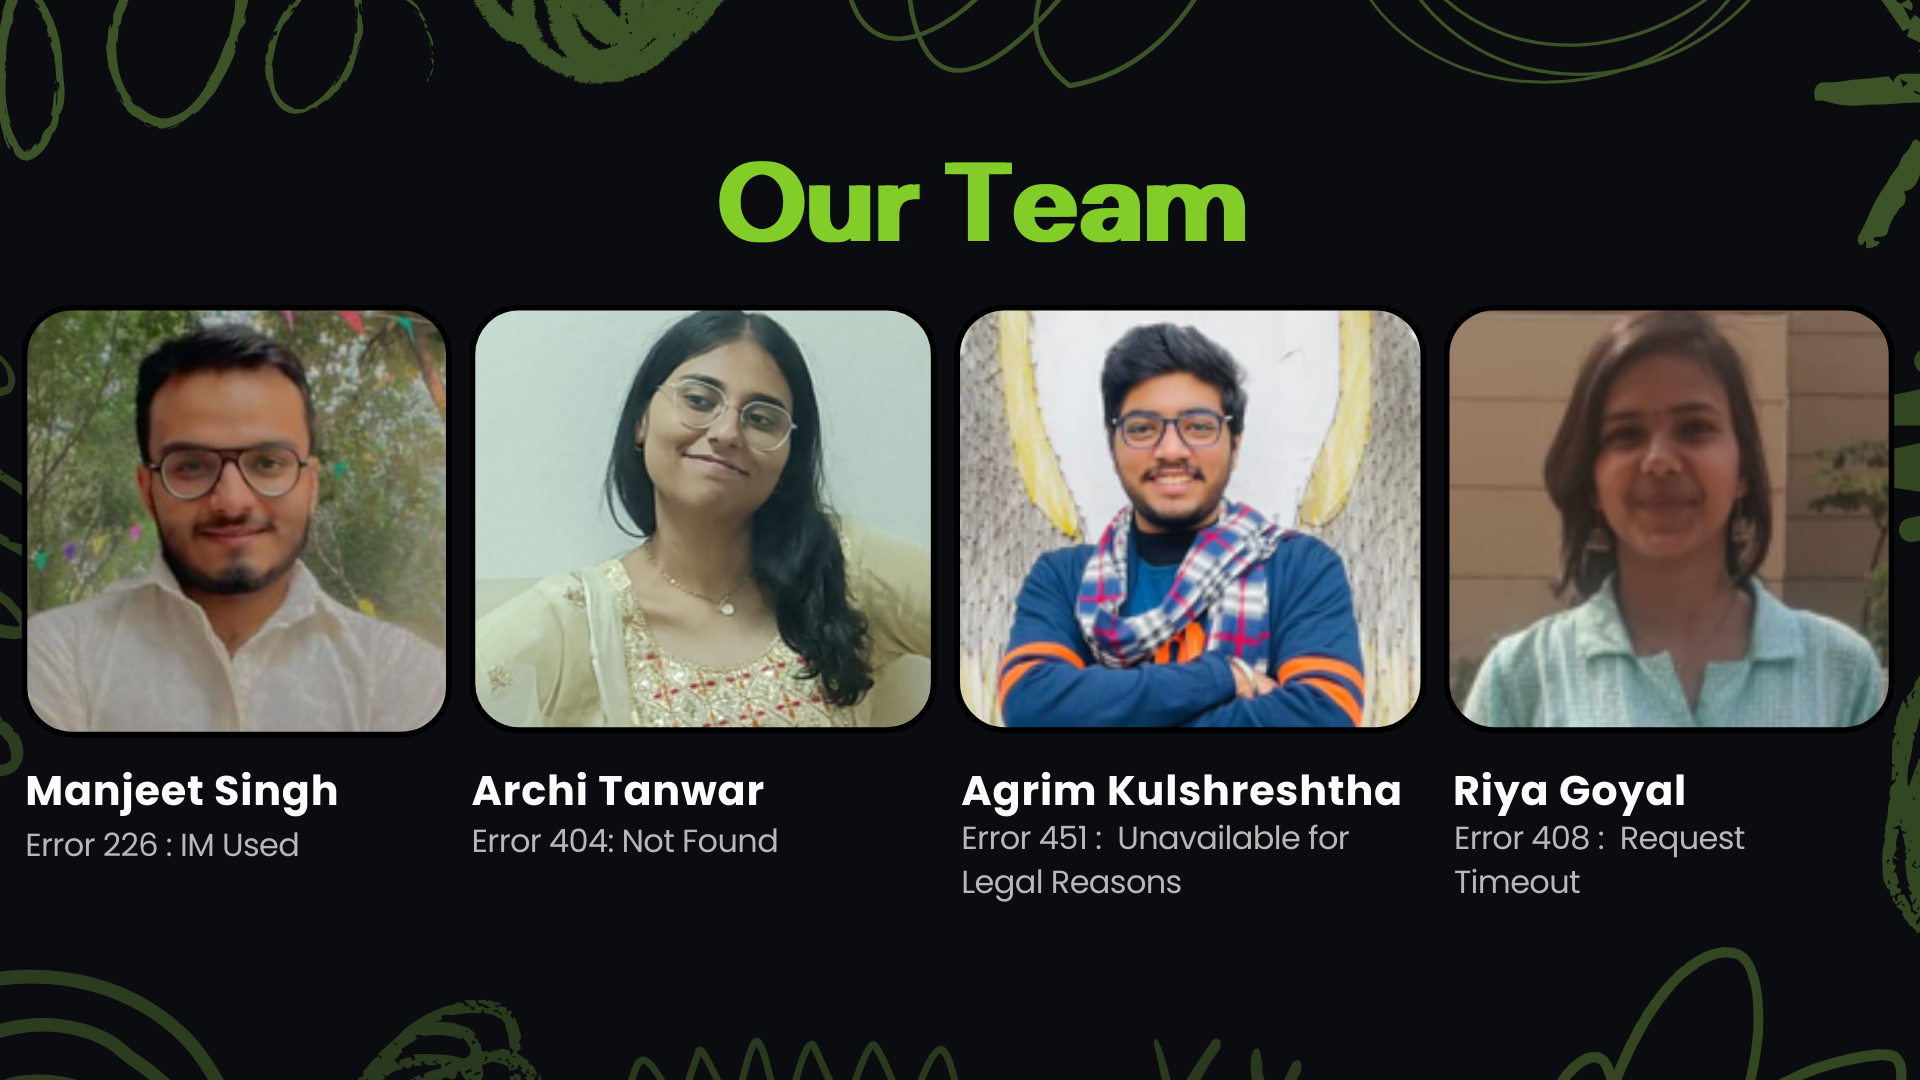 Our Team
Manjeet Singh
Error 226 : IM Used
Archi Tanwar
Error 404: Not Found
Agrim Kulshreshtha
Error 451 :  Unavailable for
Legal Reasons
Riya Goyal
Error 408 :  Request
Timeout